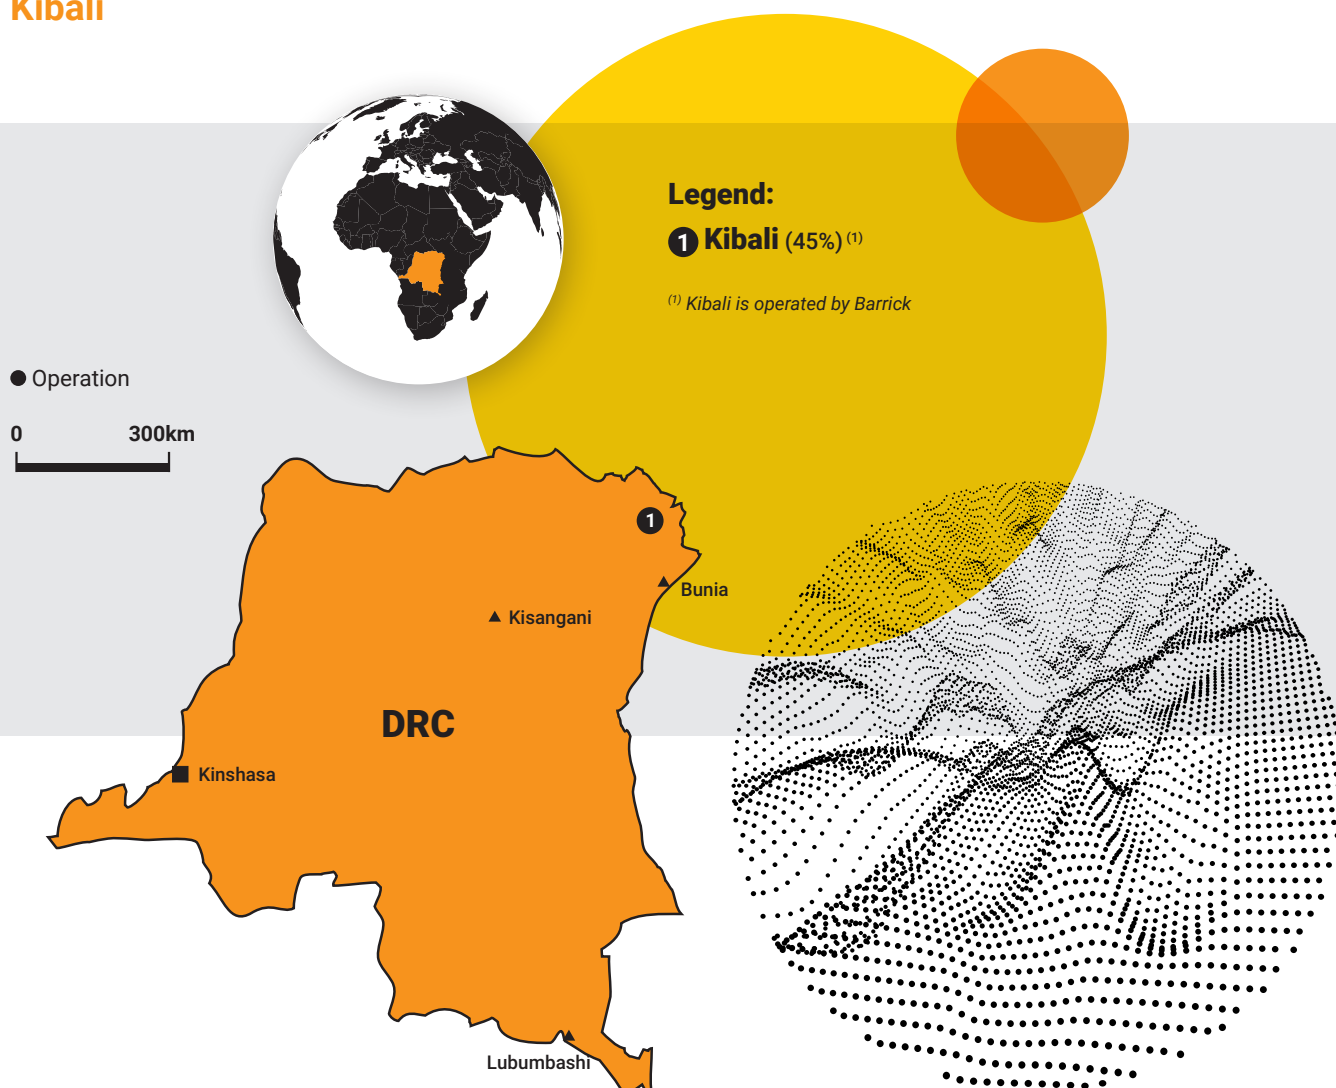 Kibali
Legend:
1 Kibali (45%) (1)
(1) Kibali is operated by Barrick
Operation
0 300km
1
Bunia
Kisangani
DRC
Kinshasa
Lubumbashi